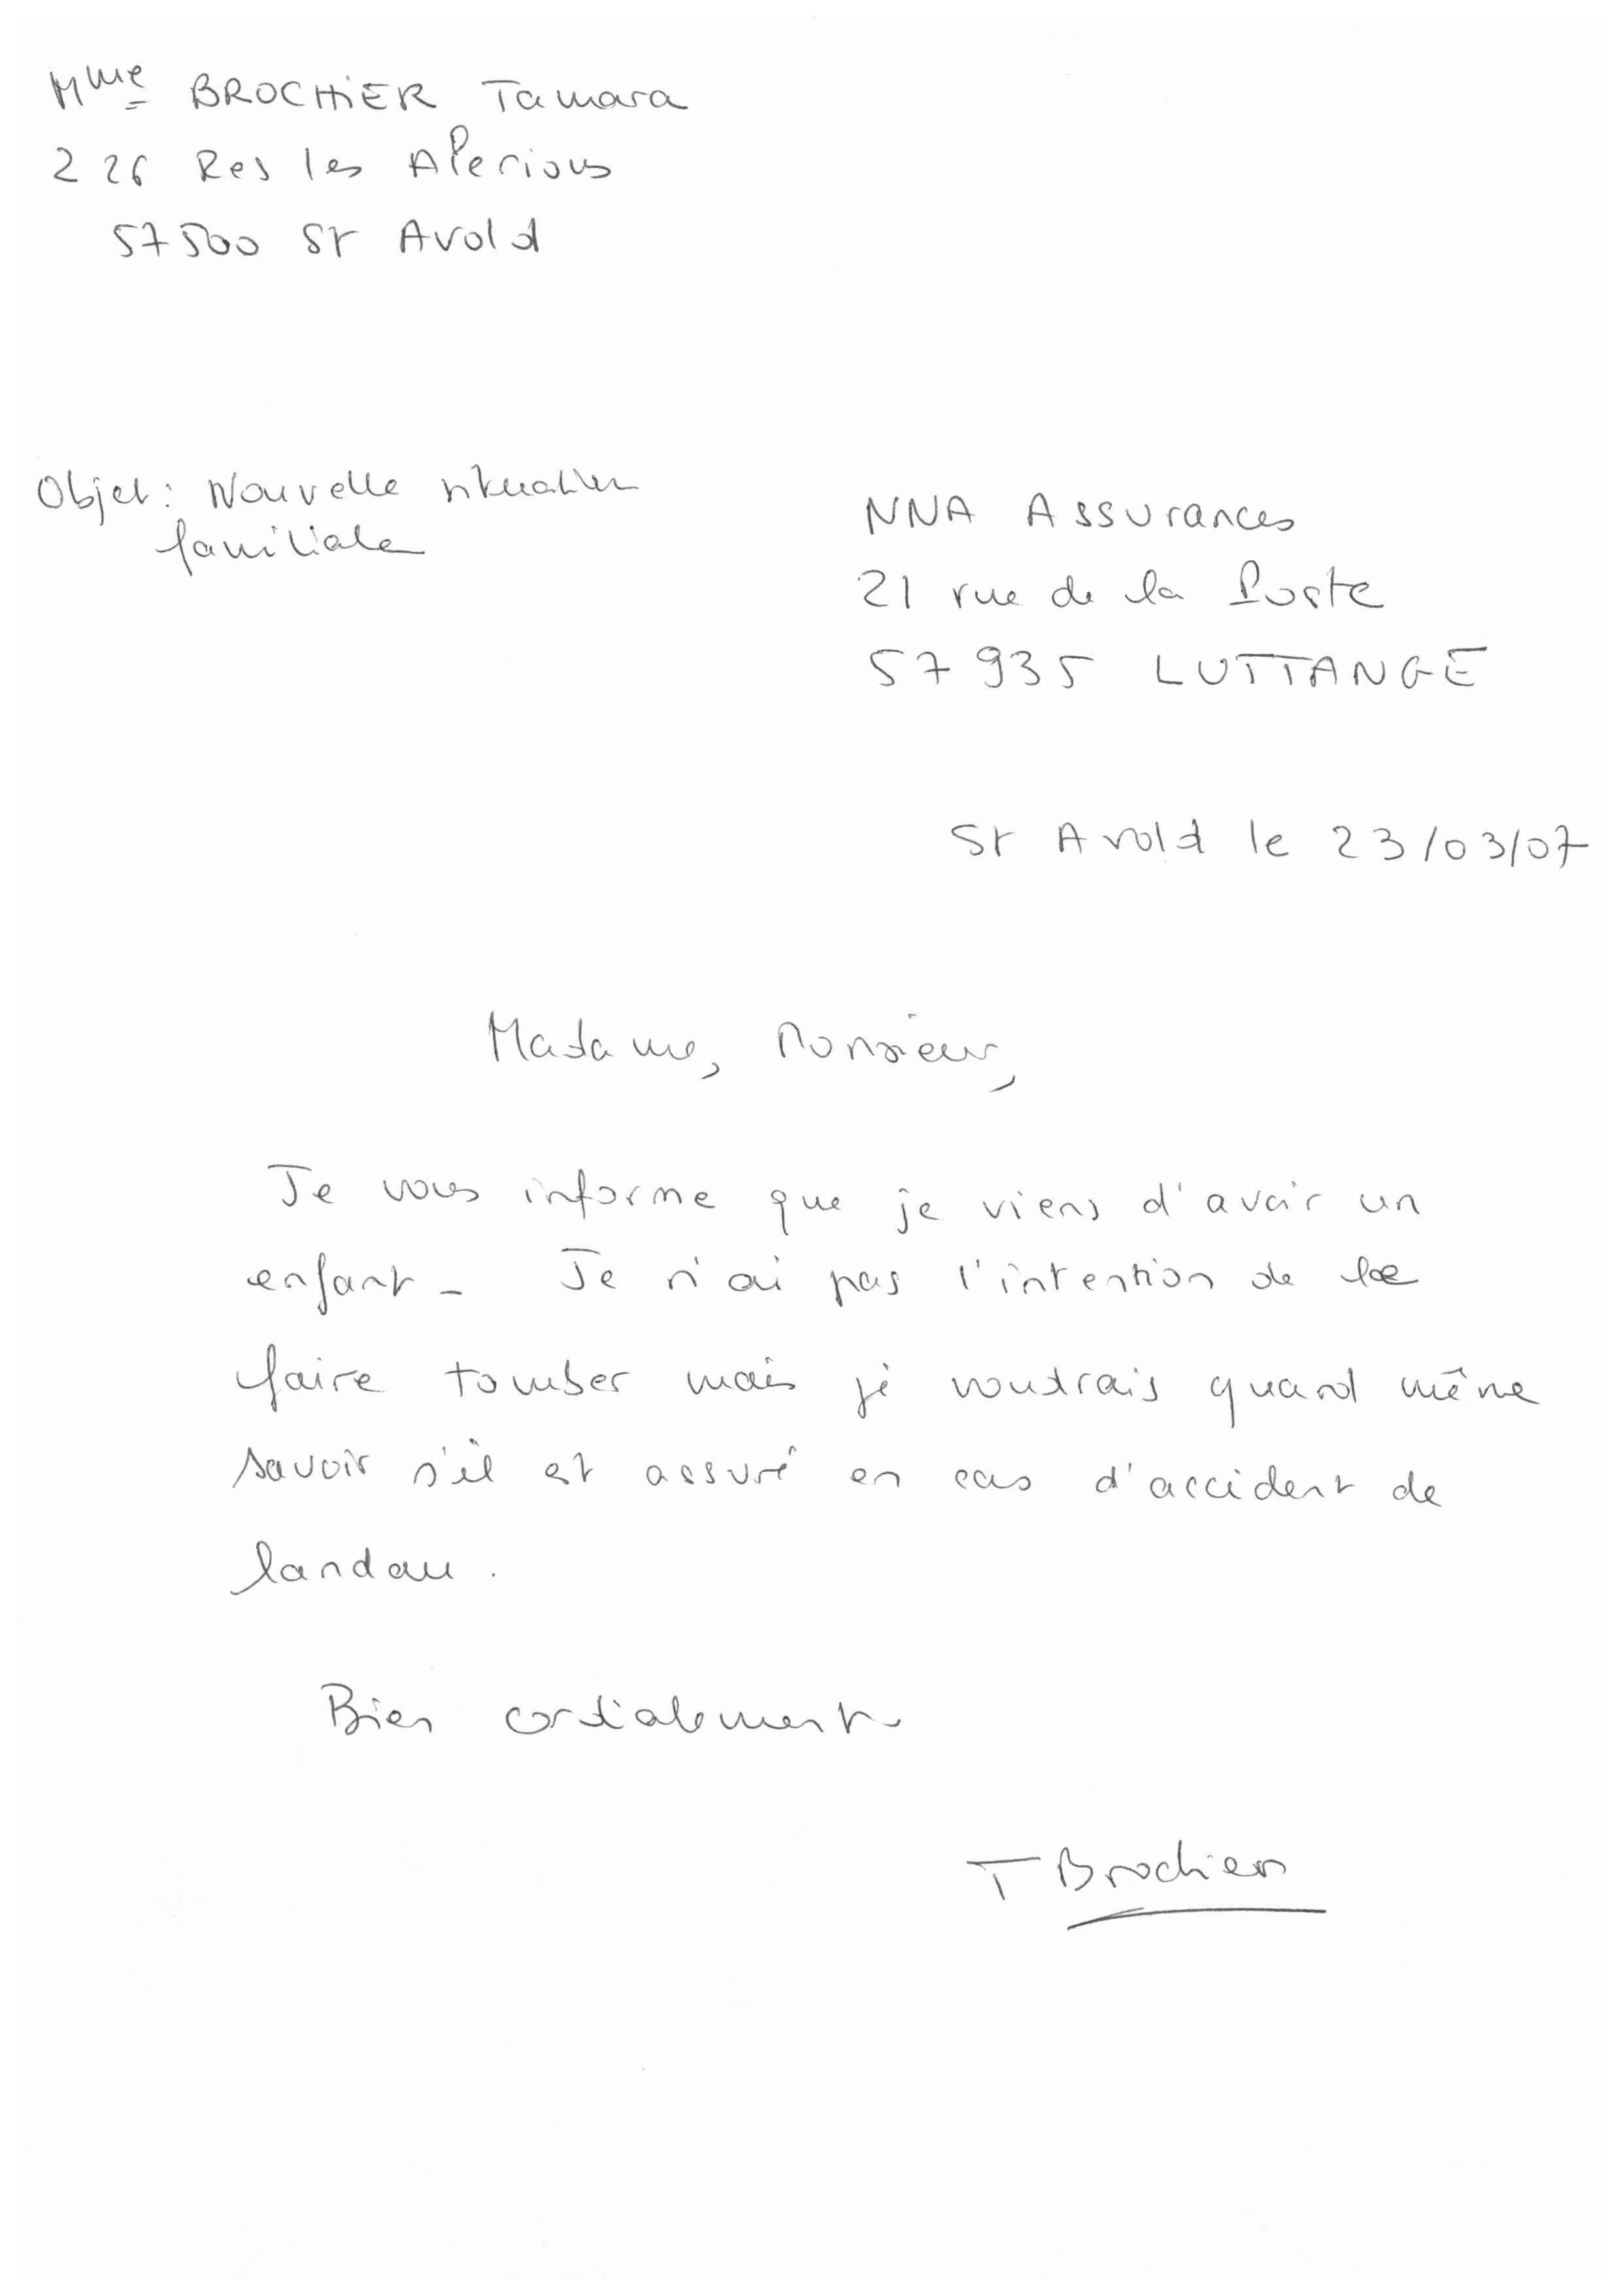 Mme BROCHIER Tamara
226 Res les Alerions
57500 St Avold
Objet : Nouvelle situation
familiale
NNA Assurances
21 rue de la Poste
57935 LUTTANGE
St Avold le 23/03/07
Madame, Monsieur,
Je vous informe que je viens d'avoir un
enfant - Je n'ai pas l'intention de le
faire tomber mais je voudrais quand même
savoir s'il est assuré en cas d'accident de
landau.
Bien cordialement
T Brochier